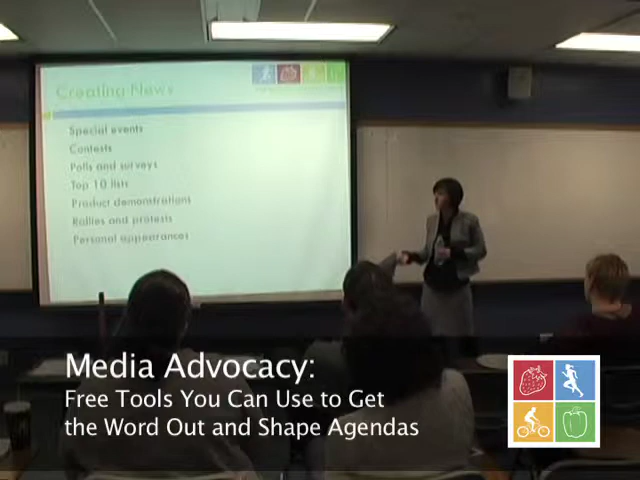 Creating News
Special events
Contests
Polls and surveys
Top 10 lists
Product demonstrations
Rallies and protests
Personal appearances
Media Advocacy:
Free Tools You Can Use to Get
the Word Out and Shape Agendas